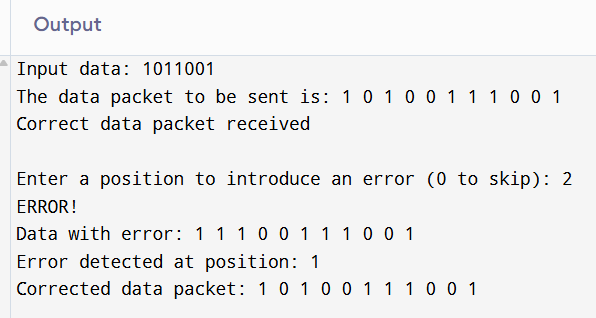 Output
Input data: 1011001
The data packet to be sent is: 1 0 1 0 0 1 1 1 0 0 1
Correct data packet received
Enter a position to introduce an error (0 to skip): 2
ERROR!
Data with error: 1 1 1 0 0 1 1 1 0 0 1
Error detected at position: 1
Corrected data packet: 1 0 1 0 0 1 1 1 0 0 1